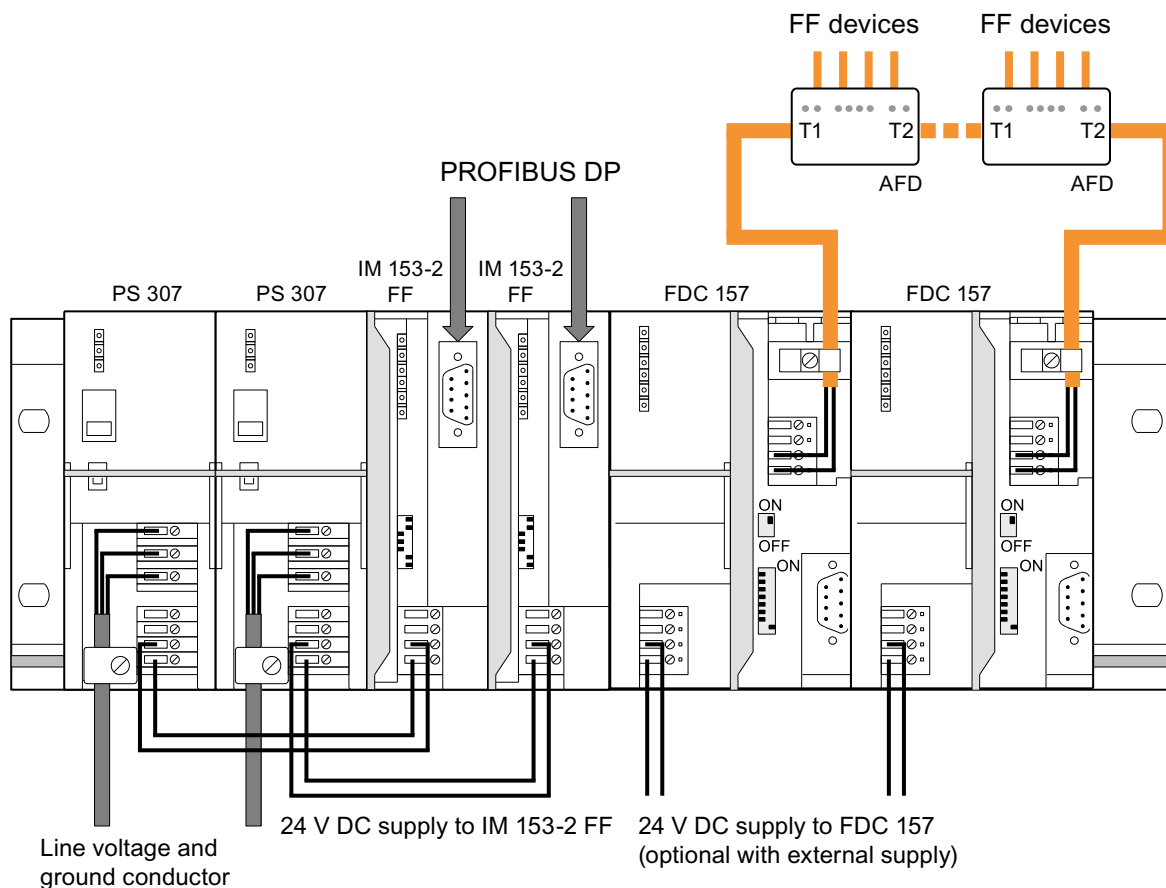 FF devices
FF devices
T1
T2
T1
T2
AFD
AFD
PROFIBUS DP
IM 153-2
FF
IM 153-2
FF
PS 307
PS 307
FDC 157
FDC 157
ON
OFF
ON
ON
OFF
ON
24 V DC supply to IM 153-2 FF
24 V DC supply to FDC 157
(optional with external supply)
Line voltage and
ground conductor